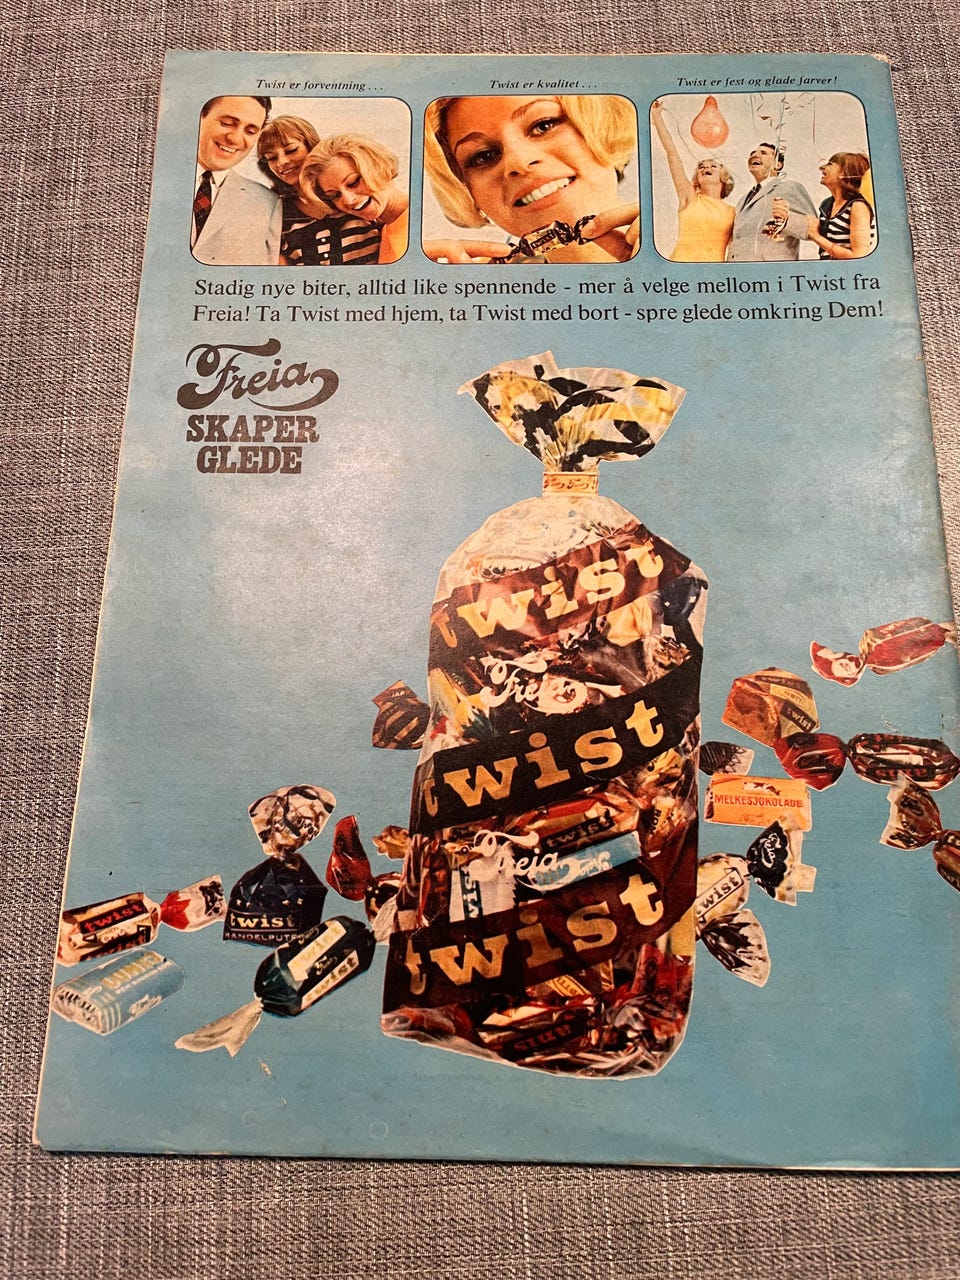 Twist er forventning...
Twist er kvalitet...
Twist er fest og glade farver!
Stadig nye biter, alltid like spennende - mer å velge mellom i Twist fra
Freia! Ta Twist med hjem, ta Twist med bort - spre glede omkring Dem!
Freia
SKAPER
GLEDE
twist
Freia
twist
Freia
twist
MELKESJOKOLADE
twist
twist
twist
twist
twist